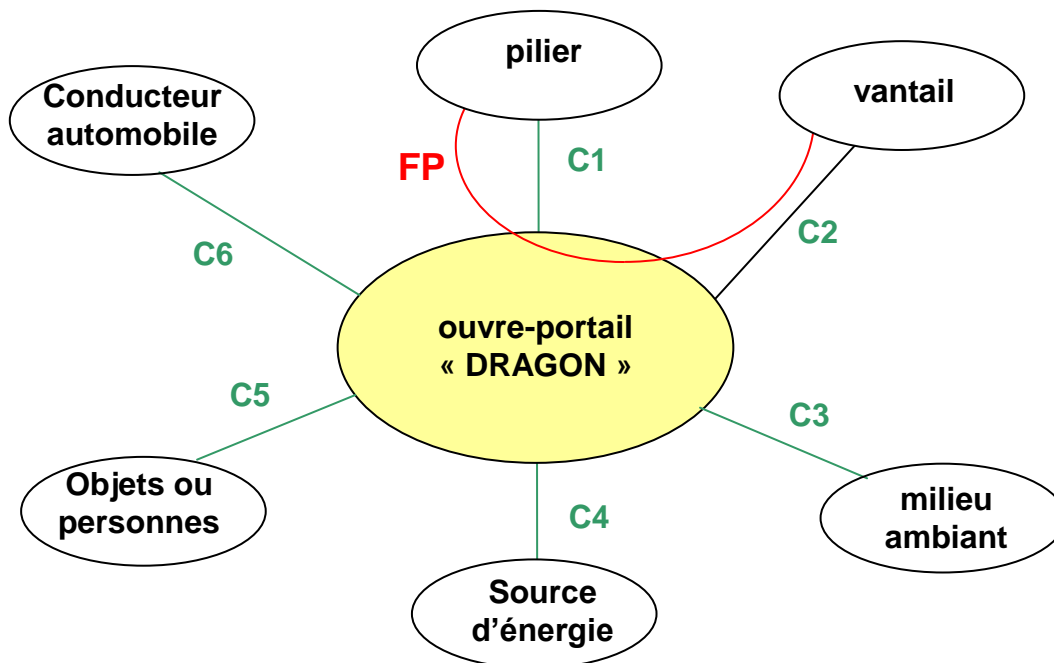 pilier
Conducteur
automobile
vantail
FP
C1
C2
C6
ouvre-portail
« DRAGON »
C5
C3
Objets ou
personnes
C4
milieu
ambiant
Source
d’énergie